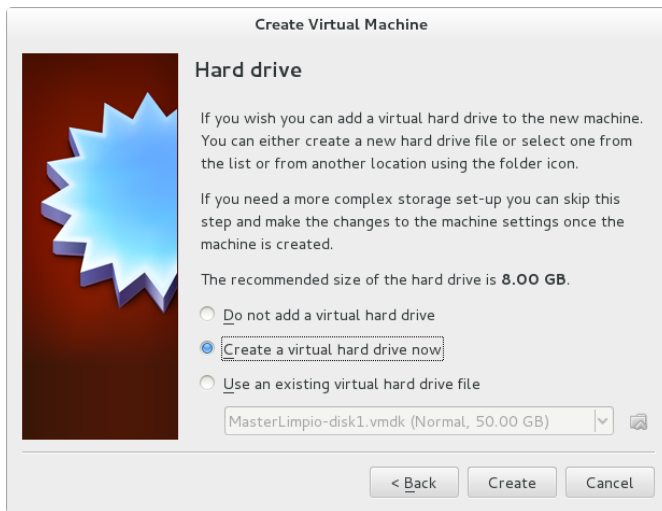 Create Virtual Machine
Hard drive
If you wish you can add a virtual hard drive to the new machine.
You can either create a new hard drive file or select one from
the list or from another location using the folder icon.
If you need a more complex storage set-up you can skip this
step and make the changes to the machine settings once the
machine is created.
The recommended size of the hard drive is 8.00 GB.
Do not add a virtual hard drive
Create a virtual hard drive now
Use an existing virtual hard drive file
MasterLimpio-disk1.vmdk (Normal, 50.00 GB)
< Back
Create
Cancel